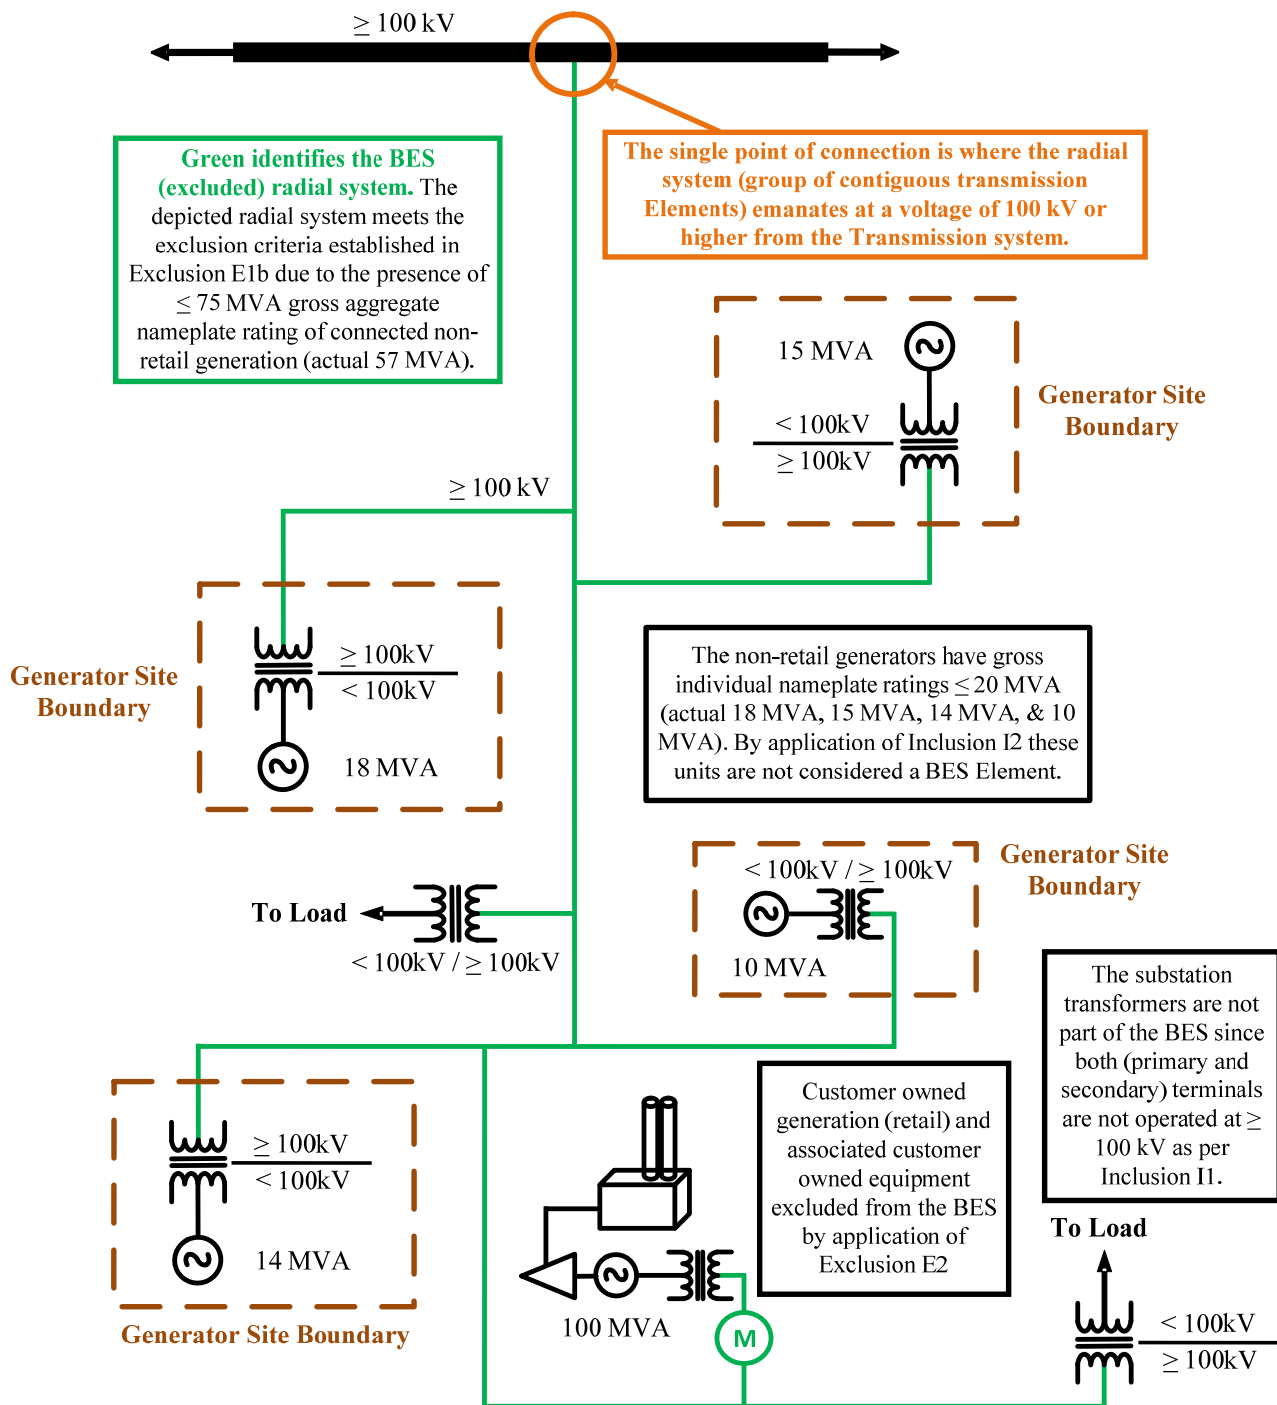 ≥ 100 kV
Green identifies the BES
(excluded) radial system. The
depicted radial system meets the
exclusion criteria established in
Exclusion E1b due to the presence of
≤ 75 MVA gross aggregate
nameplate rating of connected non-
retail generation (actual 57 MVA).
The single point of connection is where the radial
system (group of contiguous transmission
Elements) emanates at a voltage of 100 kV or
higher from the Transmission system.
15 MVA
< 100kV
≥ 100kV
Generator Site
Boundary
≥ 100 kV
Generator Site
Boundary
≥ 100kV
< 100kV
18 MVA
The non-retail generators have gross
individual nameplate ratings ≤ 20 MVA
(actual 18 MVA, 15 MVA, 14 MVA, & 10
MVA). By application of Inclusion I2 these
units are not considered a BES Element.
< 100kV / ≥ 100kV
10 MVA
Generator Site
Boundary
To Load
< 100kV / ≥ 100kV
The substation
transformers are not
part of the BES since
both (primary and
secondary) terminals
are not operated at ≥
100 kV as per
Inclusion I1.
≥ 100kV
< 100kV
14 MVA
Generator Site Boundary
Customer owned
generation (retail) and
associated customer
owned equipment
excluded from the BES
by application of
Exclusion E2
100 MVA
M
To Load
< 100kV
≥ 100kV